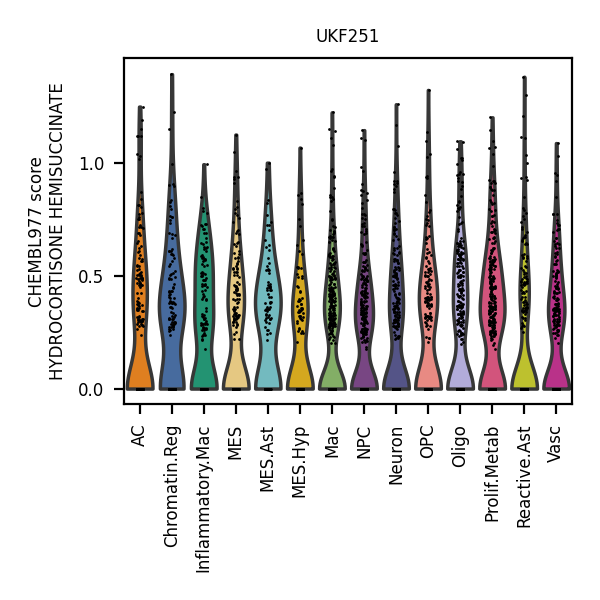 UKF251
CHEMBL977 score
HYDROCORTISONE HEMISUCCINATE
1.0
0.5
0.0
AC
Chromatin.Reg
Inflammatory.Mac
MES
MES.Ast
MES.Hyp
Mac
NPC
Neuron
OPC
Oligo
Prolif.Metab
Reactive.Ast
Vasc